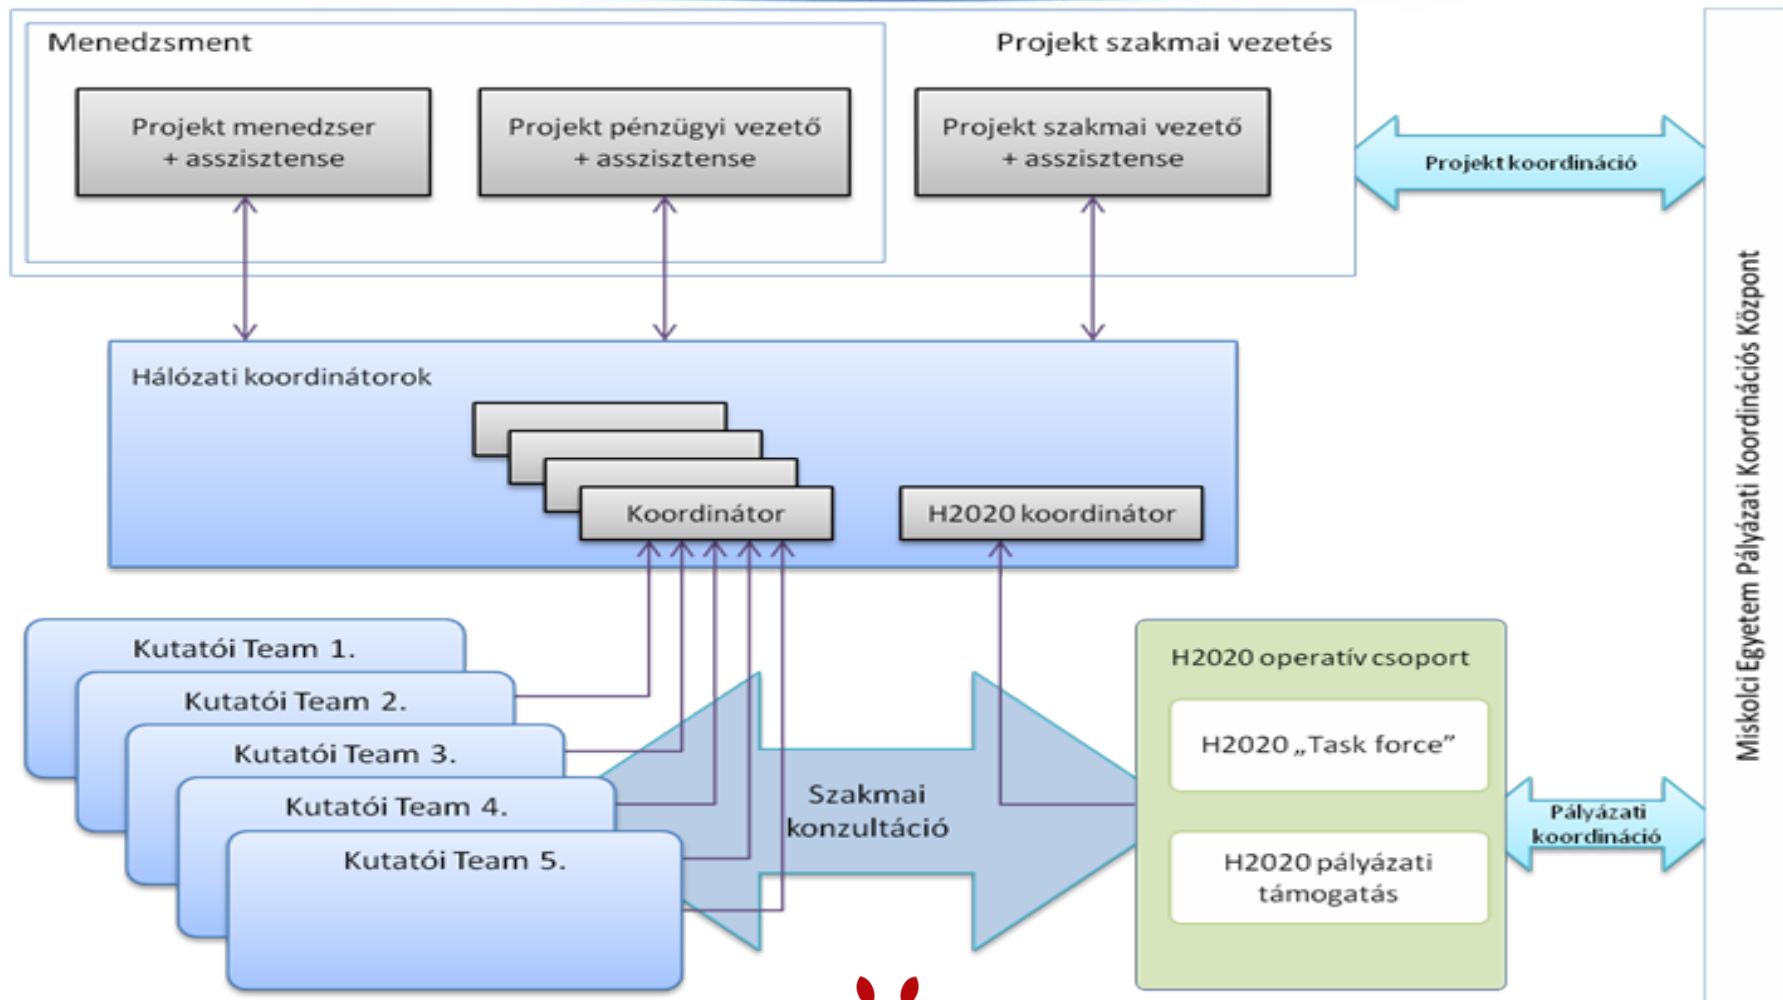 Menedzsment
Projekt szakmai vezetés
Projekt menedzser
+ asszisztense
Projekt pénzügyi vezető
+ asszisztense
Projekt szakmai vezető
+ asszisztense
Projekt koordináció
Miskolci Egyetem Pályázati Koordinációs Központ
Hálózati koordinátorok
Koordinátor
H2020 koordinátor
Kutatói Team 1.
Kutatói Team 2.
Kutatói Team 3.
Kutatói Team 4.
Kutatói Team 5.
Szakmai
konzultáció
H2020 operatív csoport
H2020 „Task force”
H2020 pályázati
támogatás
Pályázati
koordináció